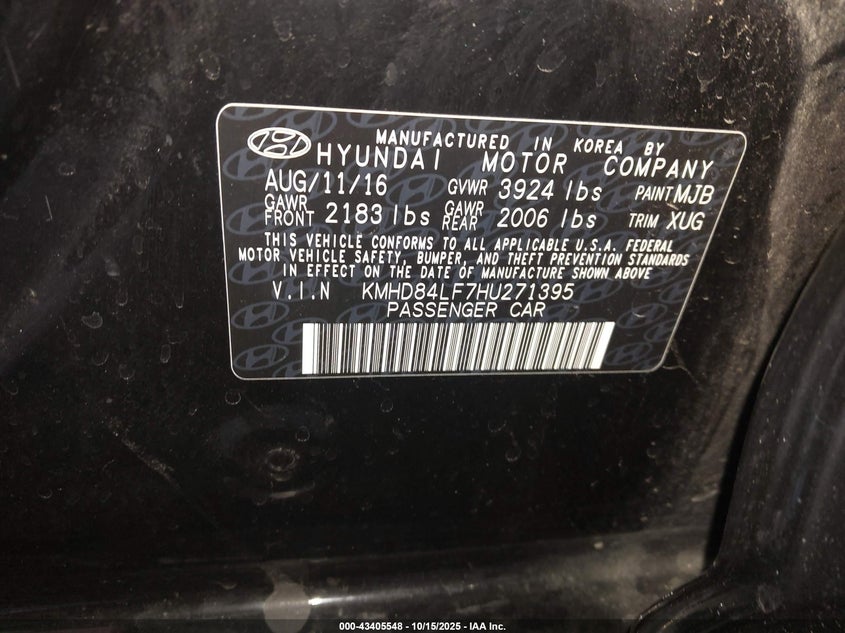 MANUFACTURED IN KOREA BY
HYUNDAI MOTOR COMPANY
AUG/11/16 GVWR 3924 lbs PAINT MJB
GAWR FRONT 2183 lbs GAWR REAR 2006 lbs TRIM XUG
THIS VEHICLE CONFORMS TO ALL APPLICABLE U.S.A. FEDERAL
MOTOR VEHICLE SAFETY, BUMPER, AND THEFT PREVENTION STANDARDS
IN EFFECT ON THE DATE OF MANUFACTURE SHOWN ABOVE
V.I.N KMHD84LF7HU271395
PASSENGER CAR
000-43405548 - 10/15/2025 - IAA Inc.